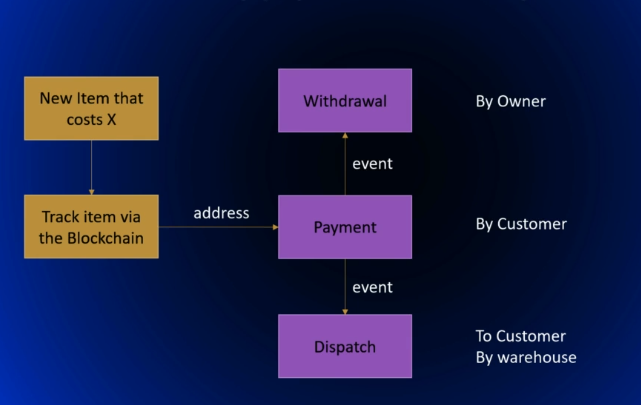 New Item that
costs X
Withdrawal
By Owner
event
Track item via
the Blockchain
address
Payment
By Customer
event
Dispatch
To Customer
By warehouse